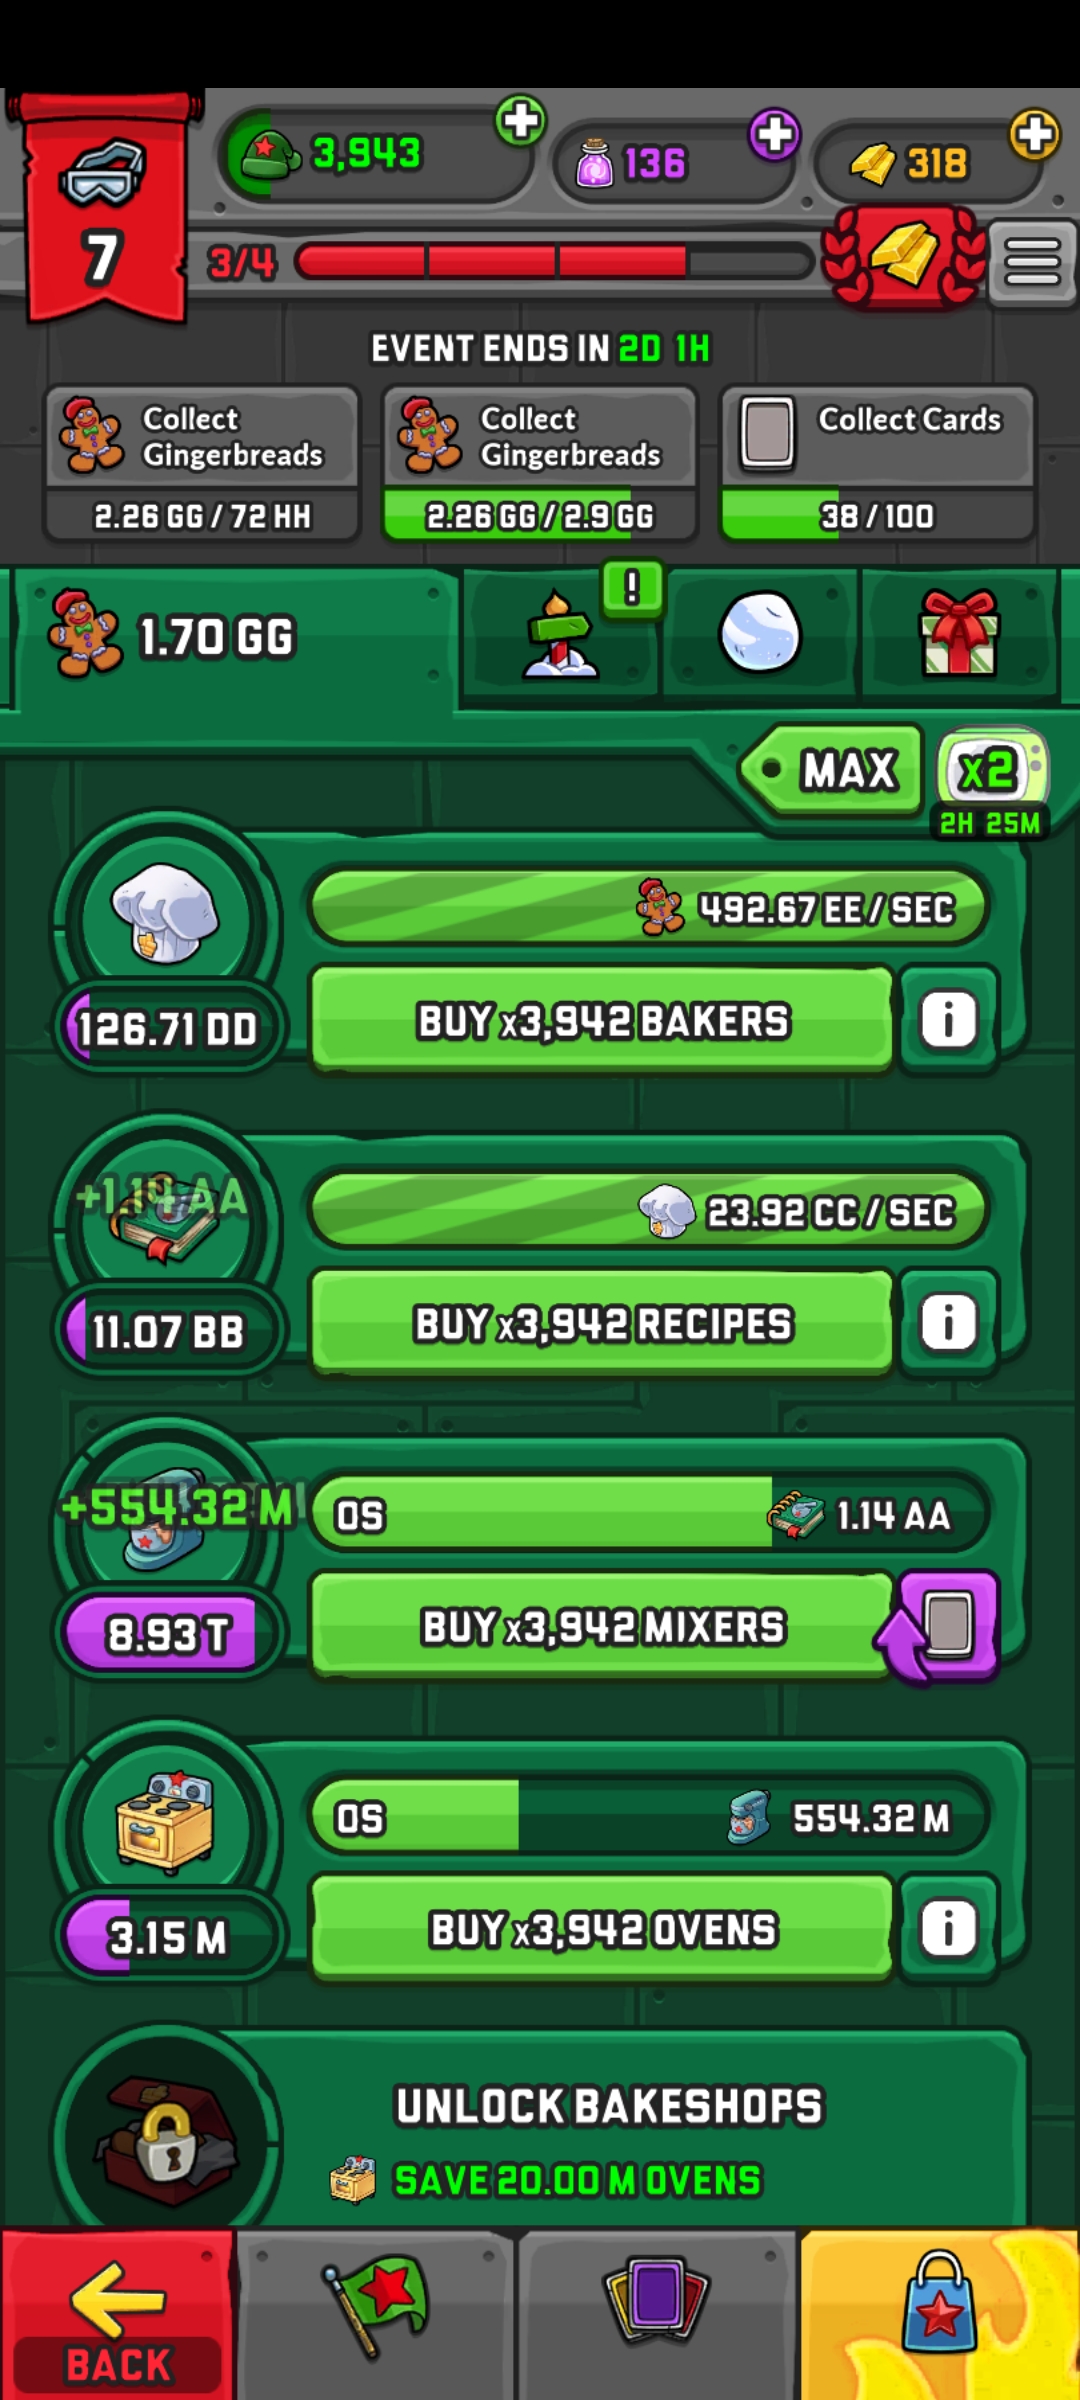 3,943
136
318
7
3/4
EVENT ENDS IN 2D 1H
Collect
Gingerbreads
2.26 GG / 72 HH
Collect
Gingerbreads
2.26 GG / 2.9 GG
Collect Cards
38 / 100
1.70 GG
!
MAX
x2
2H 25M
492.67 EE / SEC
126.71 DD
BUY x3,942 BAKERS
i
+1.14 AA
23.92 CC / SEC
11.07 BB
BUY x3,942 RECIPES
i
+554.32 M
0S
1.14 AA
8.93 T
BUY x3,942 MIXERS
0S
554.32 M
3.15 M
BUY x3,942 OVENS
i
UNLOCK BAKESHOPS
SAVE 20.00 M OVENS
BACK